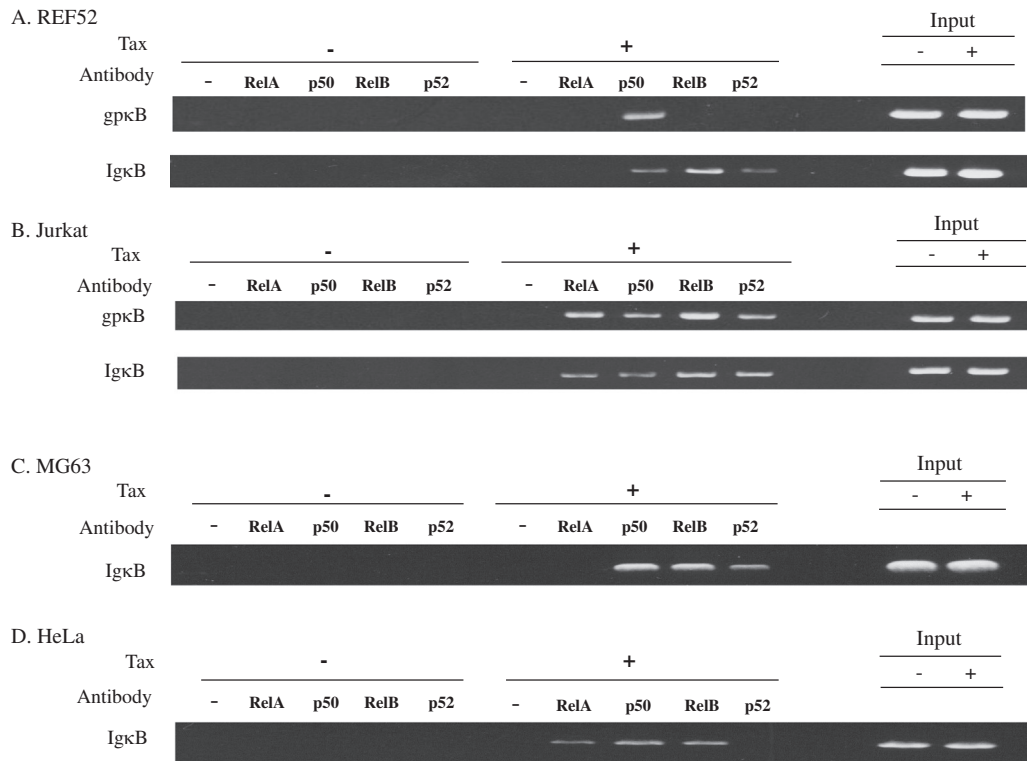 A. REF52
Input
Tax - + - +
Antibody - RelA p50 RelB p52 - RelA p50 RelB p52
gpκB
IgκB
B. Jurkat
Input
Tax - + - +
Antibody - RelA p50 RelB p52 - RelA p50 RelB p52
gpκB
IgκB
C. MG63
Input
Tax - + - +
Antibody - RelA p50 RelB p52 - RelA p50 RelB p52
IgκB
D. HeLa
Input
Tax - + - +
Antibody - RelA p50 RelB p52 - RelA p50 RelB p52
IgκB